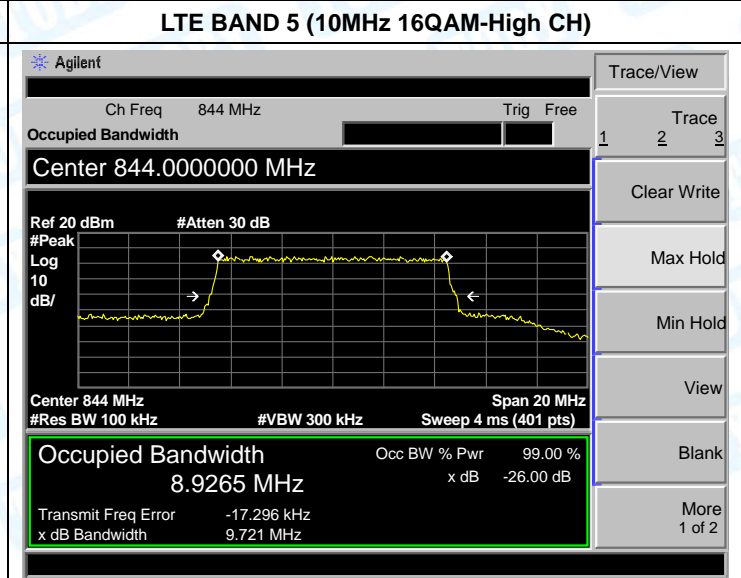 LTE BAND 5 (10MHz 16QAM-High CH)
Agilent
Trace/View
Ch Freq 844 MHz Trig Free
Occupied Bandwidth
Trace
1 2 3
Center 844.0000000 MHz
Clear Write
Ref 20 dBm #Atten 30 dB
#Peak
Log
10
dB/
Max Hold
Min Hold
Center 844 MHz Span 20 MHz
#Res BW 100 kHz #VBW 300 kHz Sweep 4 ms (401 pts)
View
Occupied Bandwidth Occ BW % Pwr 99.00 %
8.9265 MHz x dB -26.00 dB
Blank
Transmit Freq Error -17.296 kHz
x dB Bandwidth 9.721 MHz
More
1 of 2